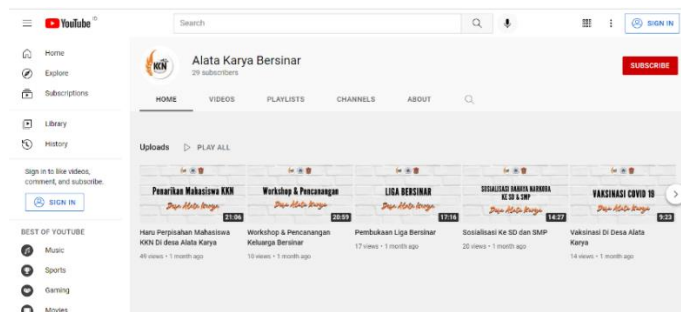 YouTube ID
Search
SIGN IN
Home
Explore
Subscriptions
Library
History
Sign in to like videos,
comment, and subscribe.
SIGN IN
BEST OF YOUTUBE
Music
Sports
Gaming
Movies
KKN
Alata Karya Bersinar
29 subscribers
SUBSCRIBE
HOME
VIDEOS
PLAYLISTS
CHANNELS
ABOUT
Uploads
PLAY ALL
Penarikan Mahasiswa KKN
Desa Alata Karya
21:06
Haru Perpisahan Mahasiswa
KKN Di desa Alata Karya
49 views • 1 month ago
Workshop & Pencanangan
Desa Alata Karya
20:59
Workshop & Pencanangan
Keluarga Bersinar
views • 1 month ago
LIGA BERSINAR
Desa Alata Karya
17:16
Pembukaan Liga Bersinar
17 views • 1 month ago
SOSIALISASI BAHAYA NARKOBA
KE SD & SMP
Desa Alata Karya
14:27
Sosialisasi Ke SD dan SMP
20 views • 1 month ago
VAKSINASI COVID 19
Desa Alata Karya
9:23
Vaksinasi Di Desa Alata
Karya
14 views • 1 month ago